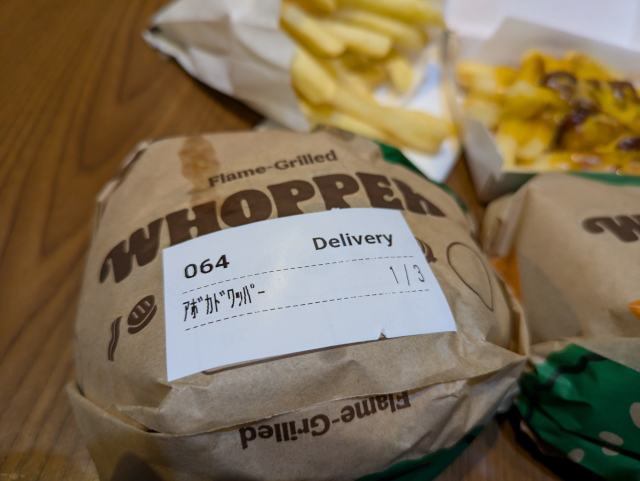 Flame-Grilled
WHOPPER
064 Delivery
ｱﾎﾞｶﾄﾞﾜｯﾊﾟｰ 1/3
Flame-Grilled